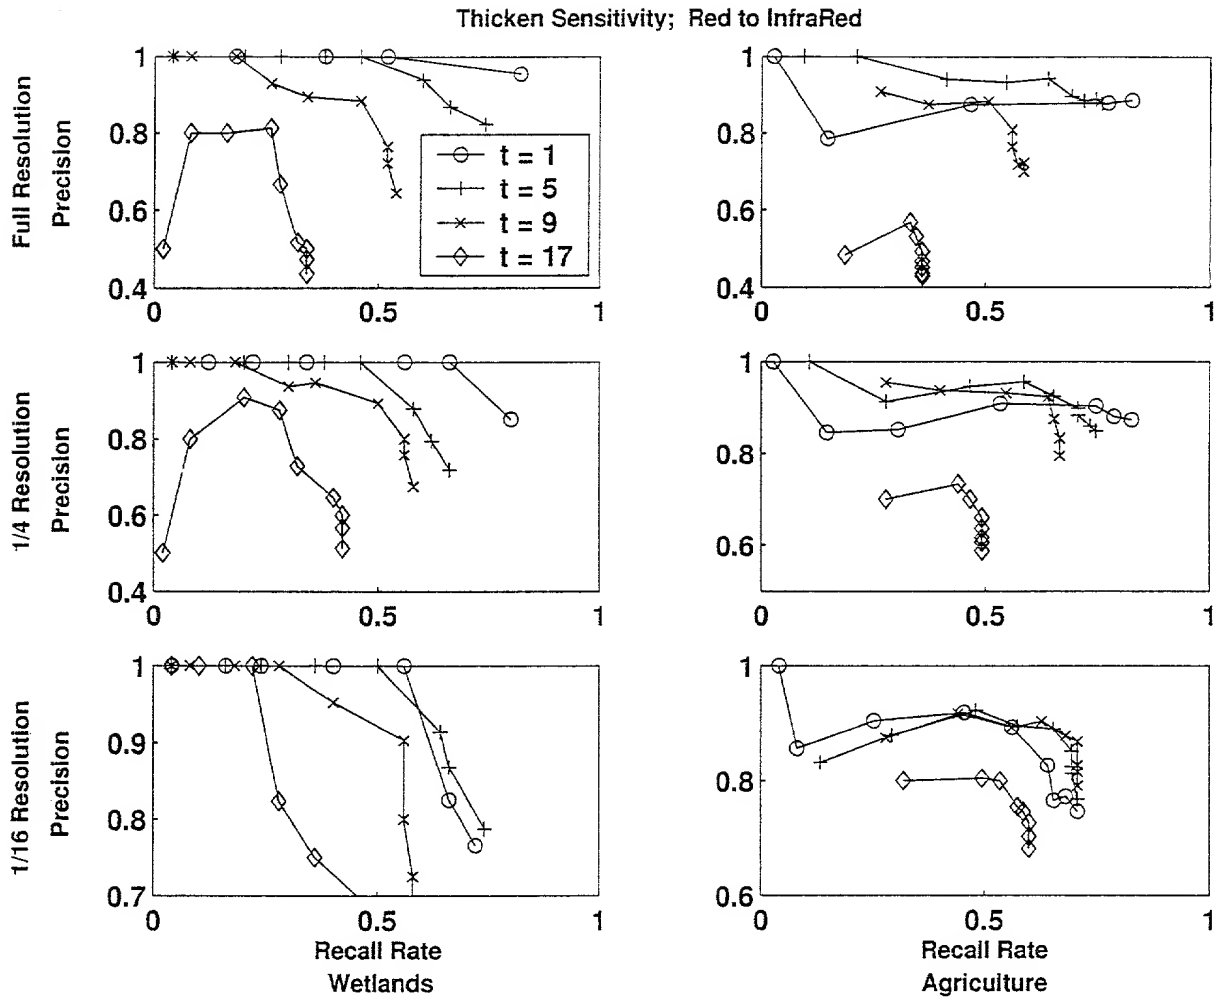 Thicken Sensitivity; Red to InfraRed
Full Resolution
Precision
1
0.8
0.6
0.4
0
0.5
1
t = 1
t = 5
t = 9
t = 17
1
0.8
0.6
0.4
0
0.5
1
1/4 Resolution
Precision
1
0.8
0.6
0.4
0
0.5
1
1
0.8
0.6
0
0.5
1
1/16 Resolution
Precision
1
0.9
0.8
0.7
0
0.5
1
Recall Rate
Wetlands
1
0.8
0.6
0
0.5
1
Recall Rate
Agriculture